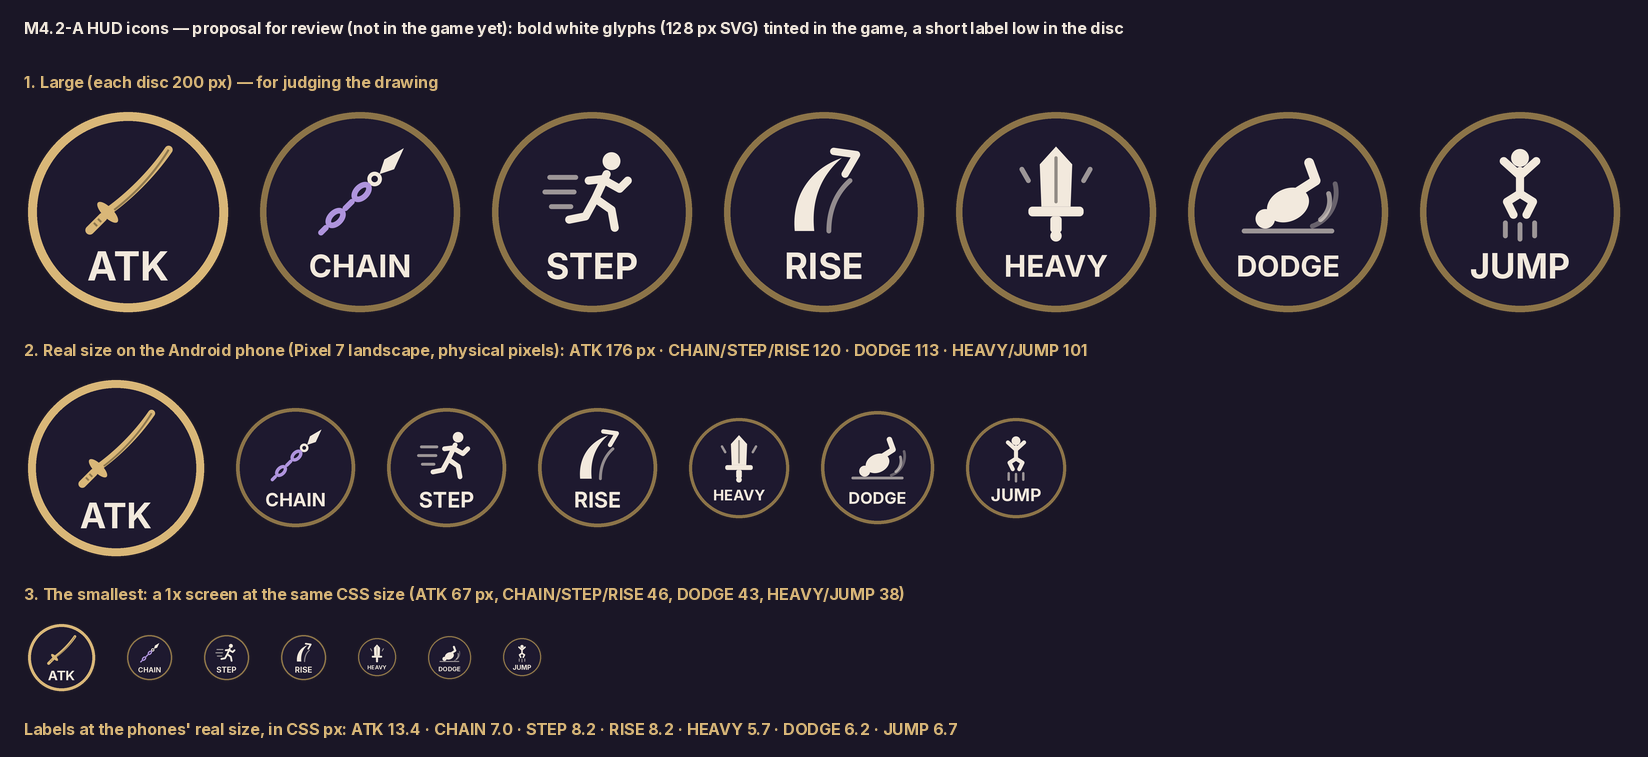 M4.2-A HUD icons — proposal for review (not in the game yet): bold white glyphs (128 px SVG) tinted in the game, a short label low in the disc
1. Large (each disc 200 px) — for judging the drawing
ATK CHAIN STEP RISE HEAVY DODGE JUMP
2. Real size on the Android phone (Pixel 7 landscape, physical pixels): ATK 176 px · CHAIN/STEP/RISE 120 · DODGE 113 · HEAVY/JUMP 101
ATK CHAIN STEP RISE HEAVY DODGE JUMP
3. The smallest: a 1x screen at the same CSS size (ATK 67 px, CHAIN/STEP/RISE 46, DODGE 43, HEAVY/JUMP 38)
ATK CHAIN STEP RISE HEAVY DODGE JUMP
Labels at the phones' real size, in CSS px: ATK 13.4 · CHAIN 7.0 · STEP 8.2 · RISE 8.2 · HEAVY 5.7 · DODGE 6.2 · JUMP 6.7